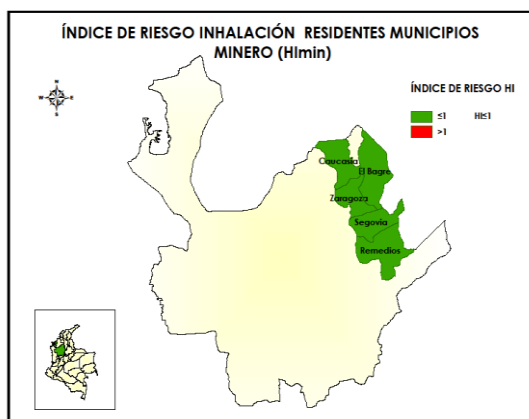 ÍNDICE DE RIESGO INHALACIÓN RESIDENTES MUNICIPIOS
MINERO (HImin)
N
W E
S
ÍNDICE DE RIESGO HI
≤1 HI≤1
>1
Caucasia
El Bagre
Zaragoza
Segovia
Remedios